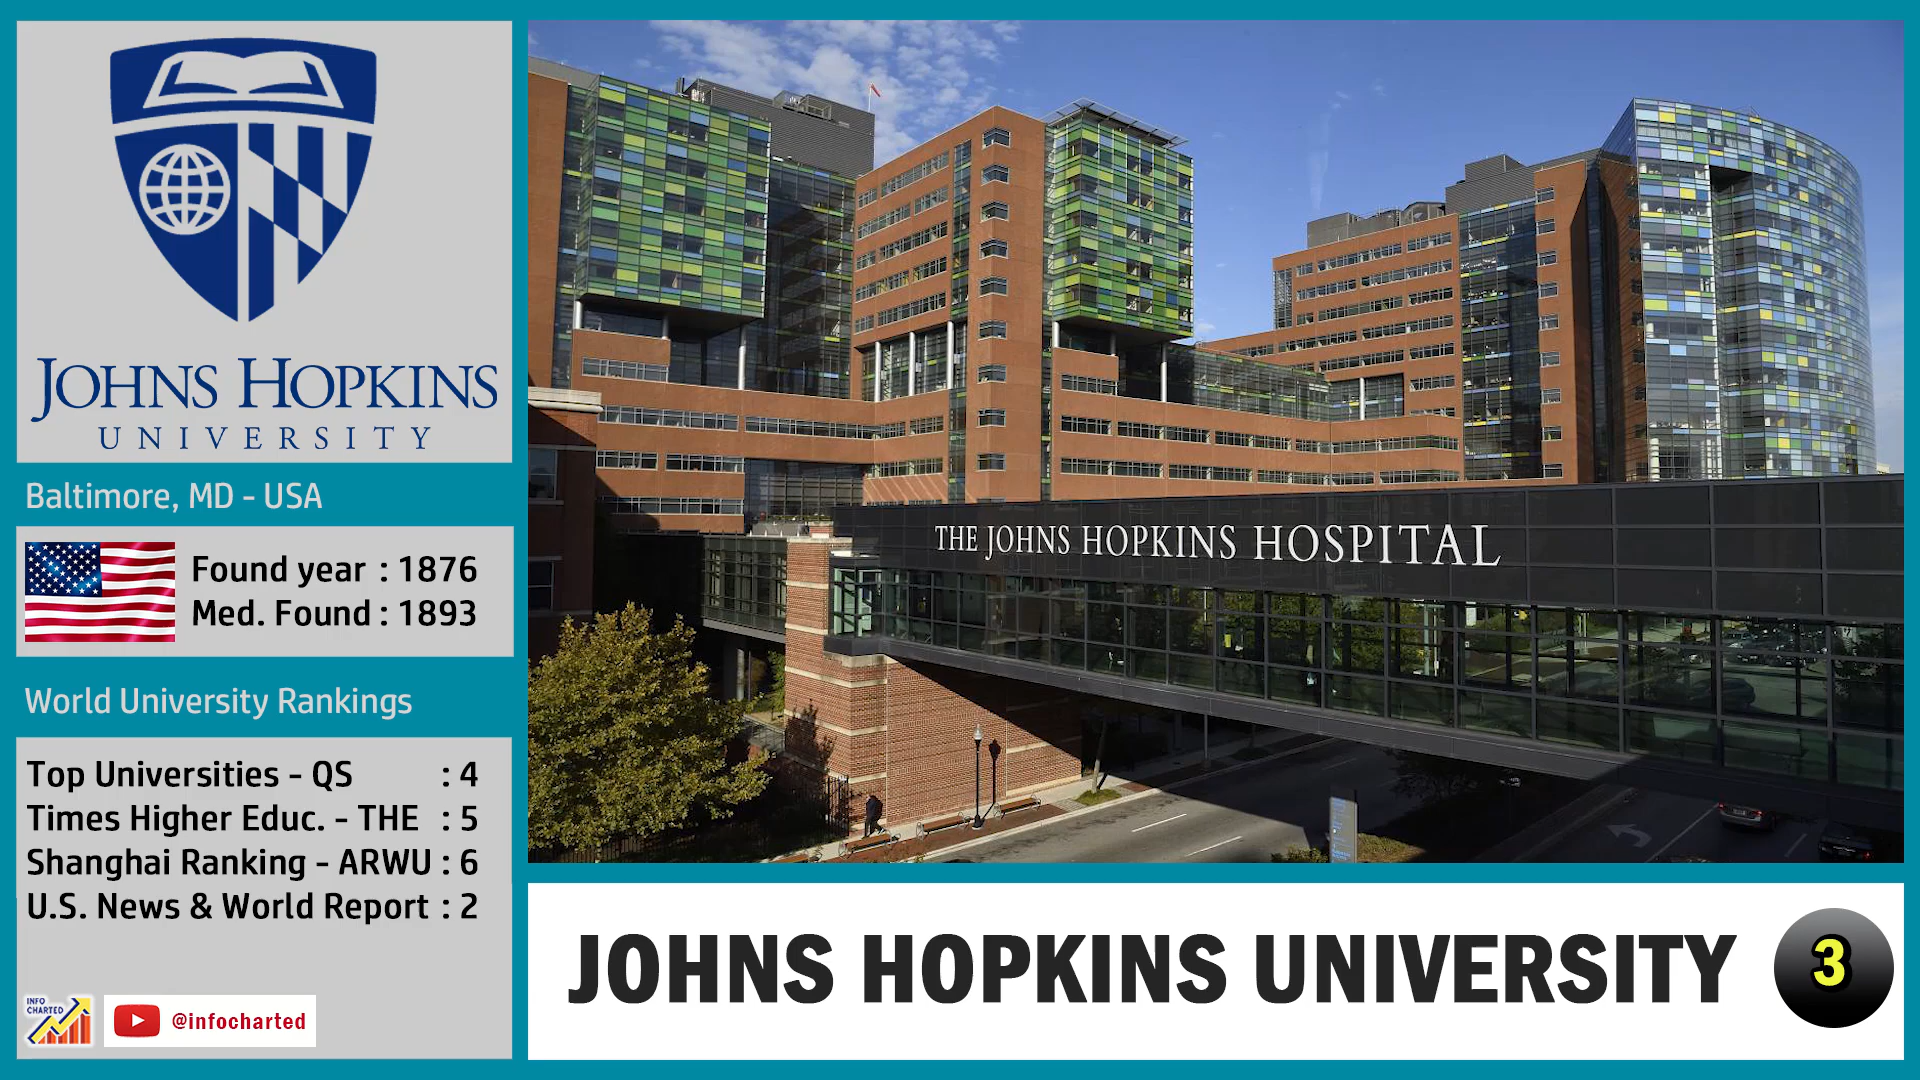 JOHNS HOPKINS
UNIVERSITY
Baltimore, MD - USA
Found year : 1876
Med. Found : 1893
World University Rankings
Top Universities - QS : 4
Times Higher Educ. - THE : 5
Shanghai Ranking - ARWU : 6
U.S. News & World Report : 2
INFO
CHARTED
@infocharted
THE JOHNS HOPKINS HOSPITAL
JOHNS HOPKINS UNIVERSITY
3